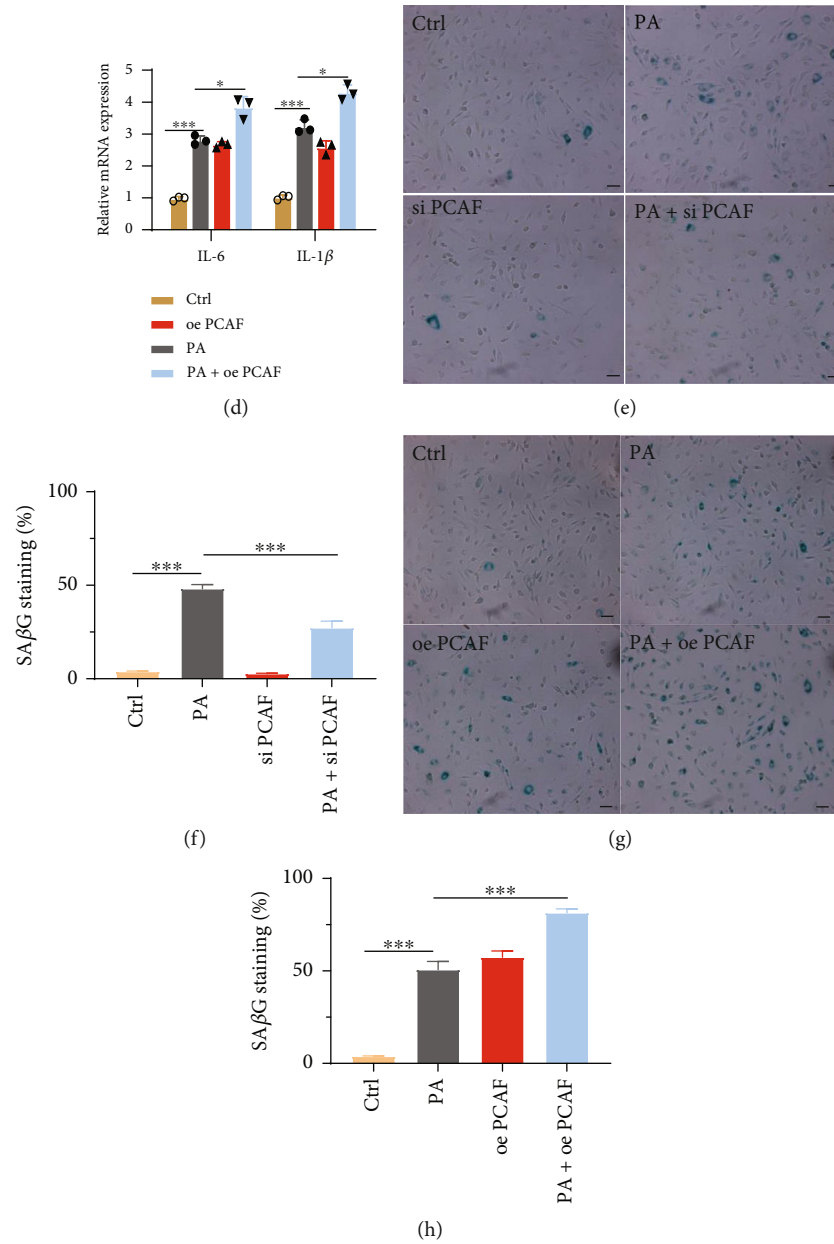 Relative mRNA expression
5
4
3
2
1
0
***
*
***
*
IL-6
IL-1β
Ctrl
oe PCAF
PA
PA + oe PCAF
(d)
Ctrl
PA
si PCAF
PA + si PCAF
(e)
SAβG staining (%)
100
50
0
***
***
Ctrl
PA
si PCAF
PA + si PCAF
(f)
Ctrl
PA
oe PCAF
PA + oe PCAF
(g)
SAβG staining (%)
100
50
0
***
***
Ctrl
PA
oe PCAF
PA + oe PCAF
(h)